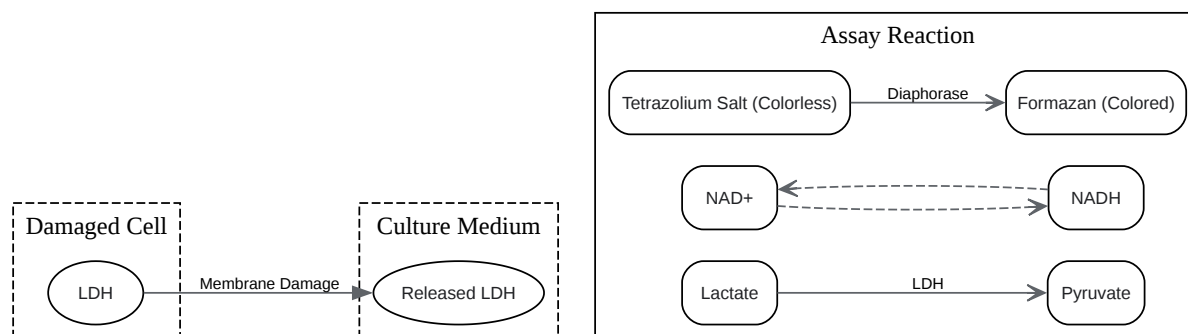 Assay Reaction
Tetrazolium Salt (Colorless)
Diaphorase
Formazan (Colored)
NAD+
NADH
Damaged Cell
Culture Medium
LDH
Membrane Damage
Released LDH
Lactate
LDH
Pyruvate